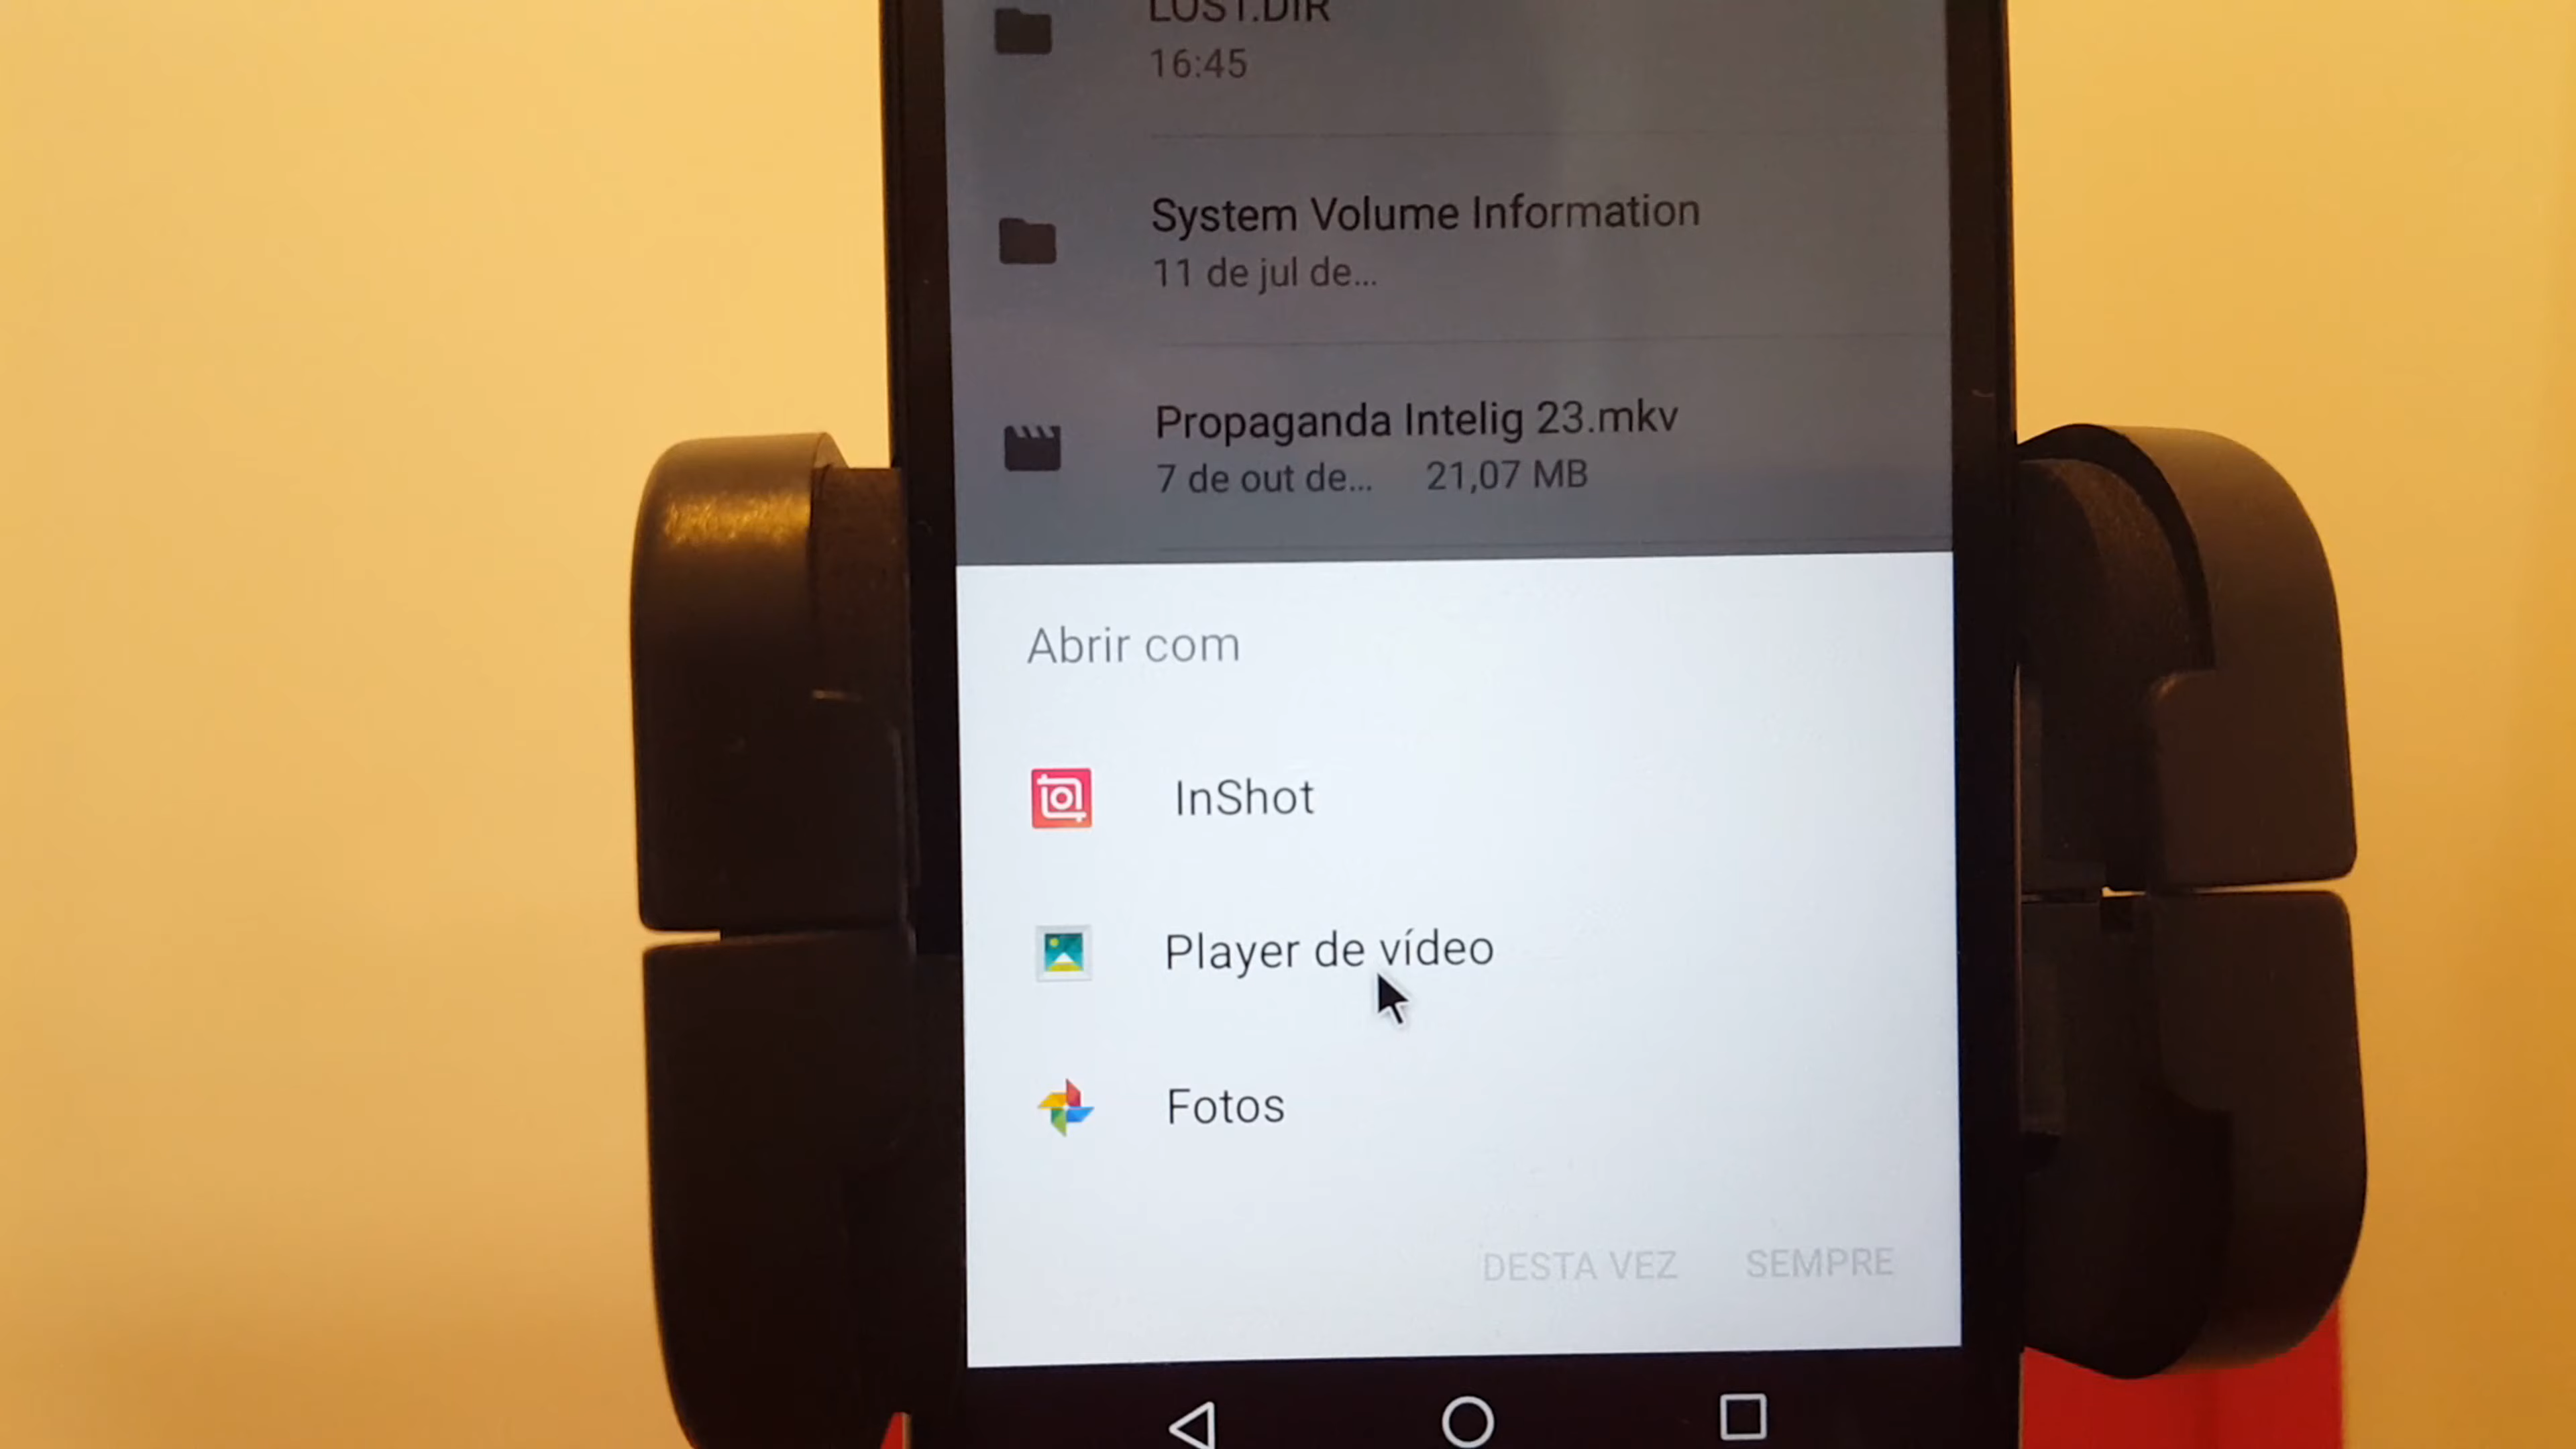 LOST.DIR
16:45
System Volume Information
11 de jul de...
Propaganda Intelig 23.mkv
7 de out de... 21,07 MB
Abrir com
InShot
Player de vídeo
Fotos
DESTA VEZ SEMPRE